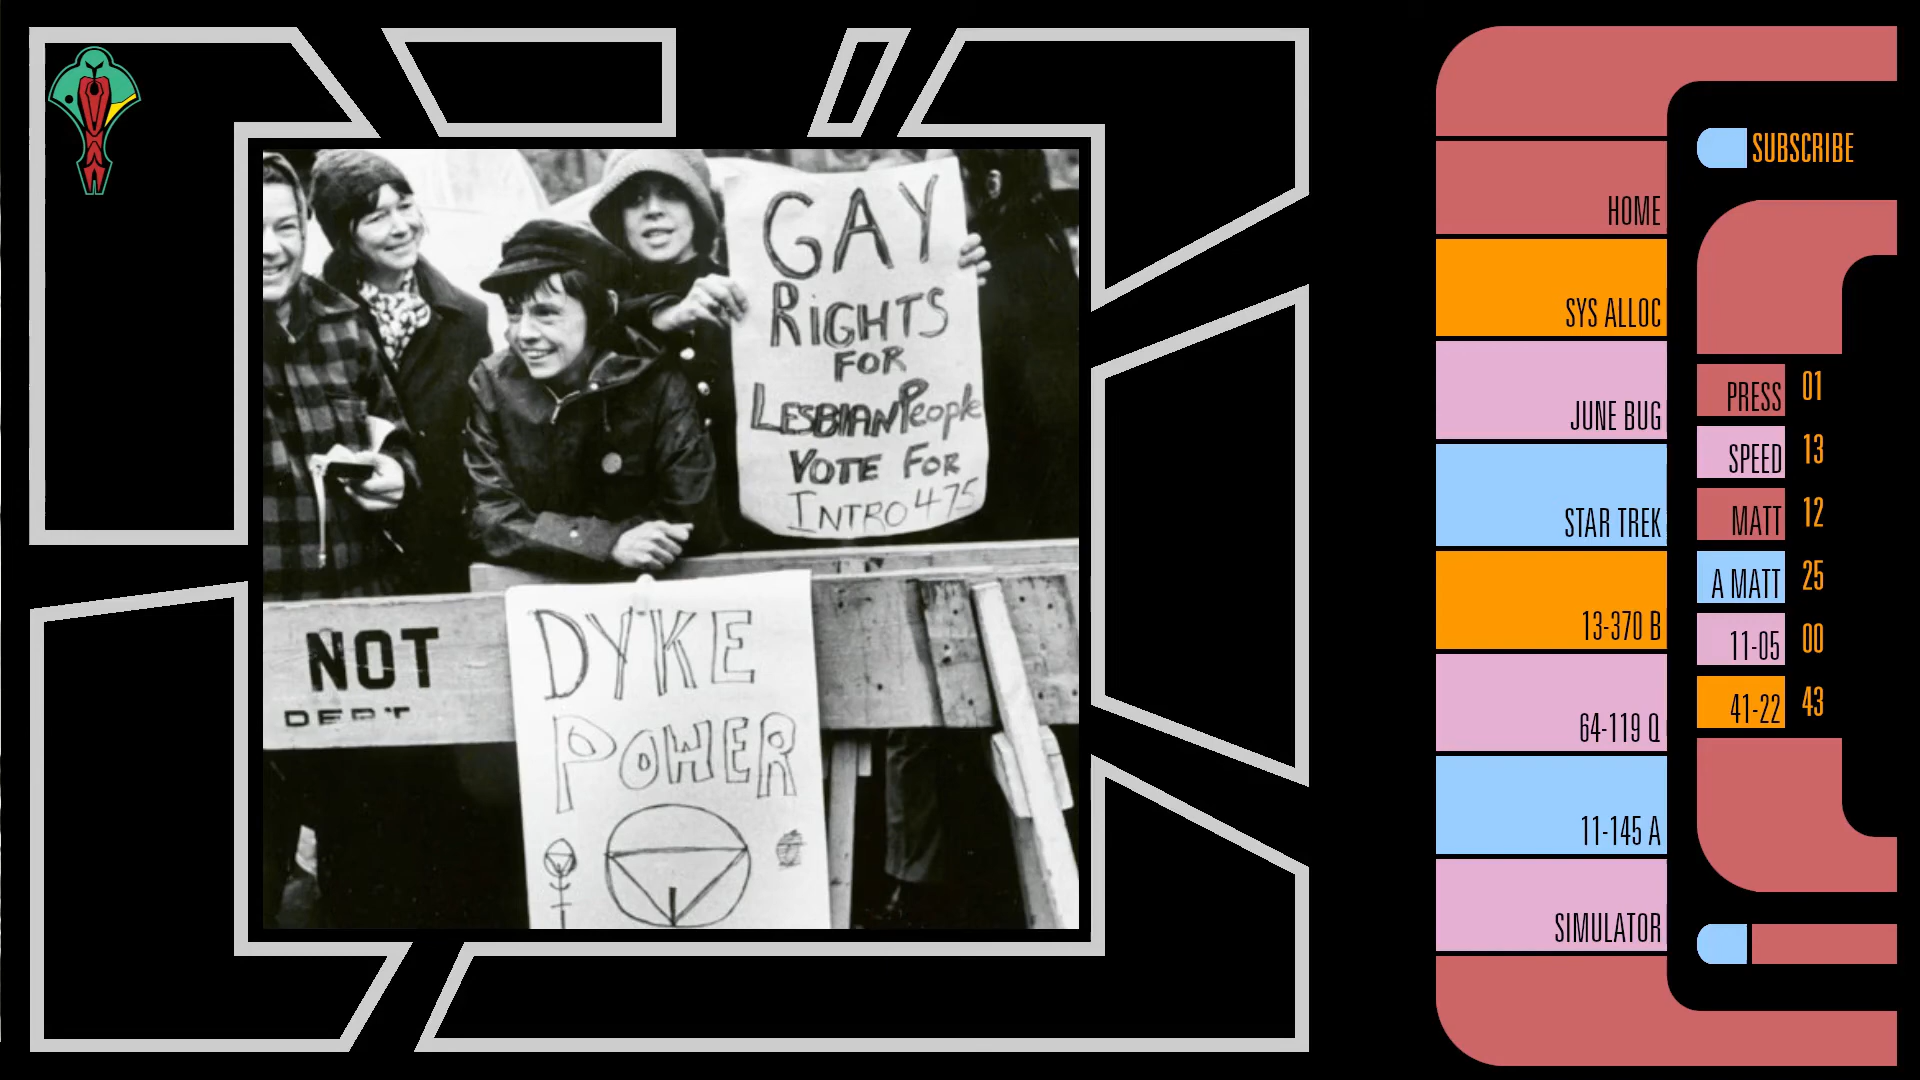 GAY
RiGHTS
FOR
LESBIAN People
VOTE FOR
INTRO 475
NOT
DEPT
DYKE
POWER
SUBSCRIBE
HOME
SYS ALLOC
JUNE BUG
STAR TREK
13-370 B
64-119 Q
11-145 A
SIMULATOR
PRESS 01
SPEED 13
MATT 12
A MATT 25
11-05 00
41-22 43